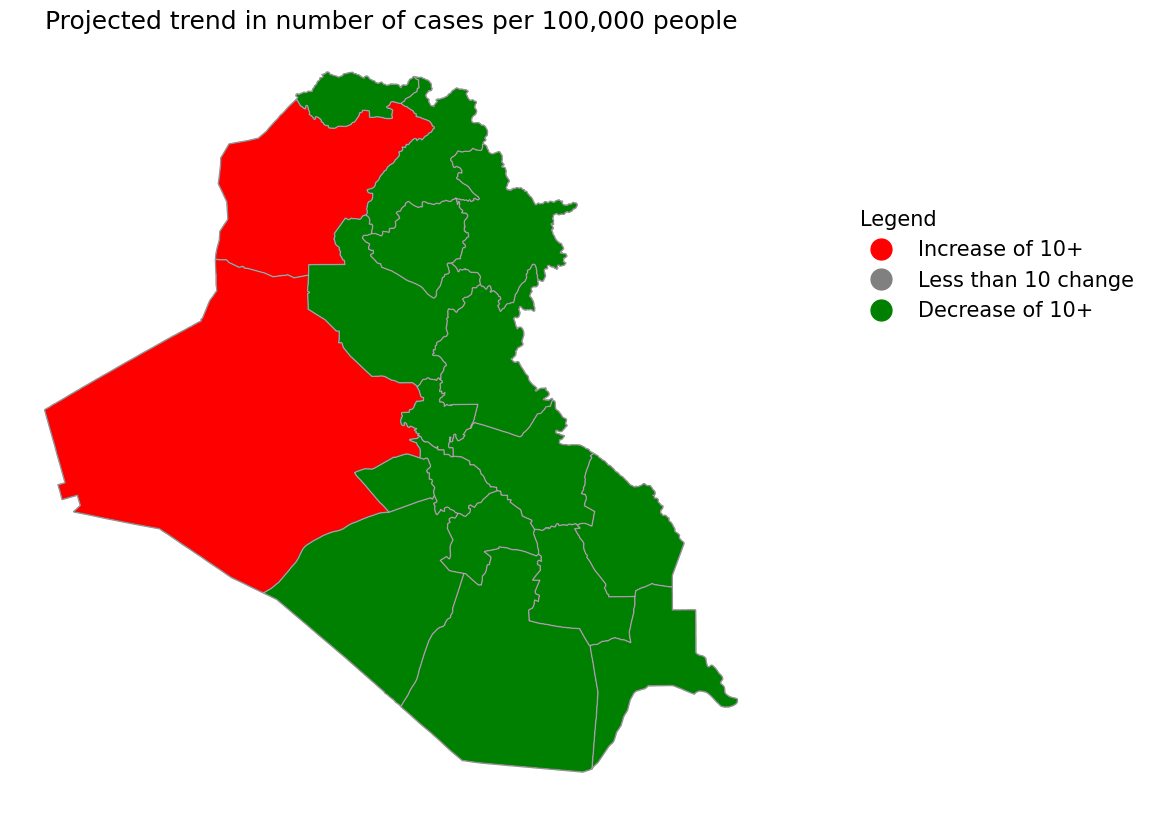 Projected trend in number of cases per 100,000 people
Legend
Increase of 10+
Less than 10 change
Decrease of 10+